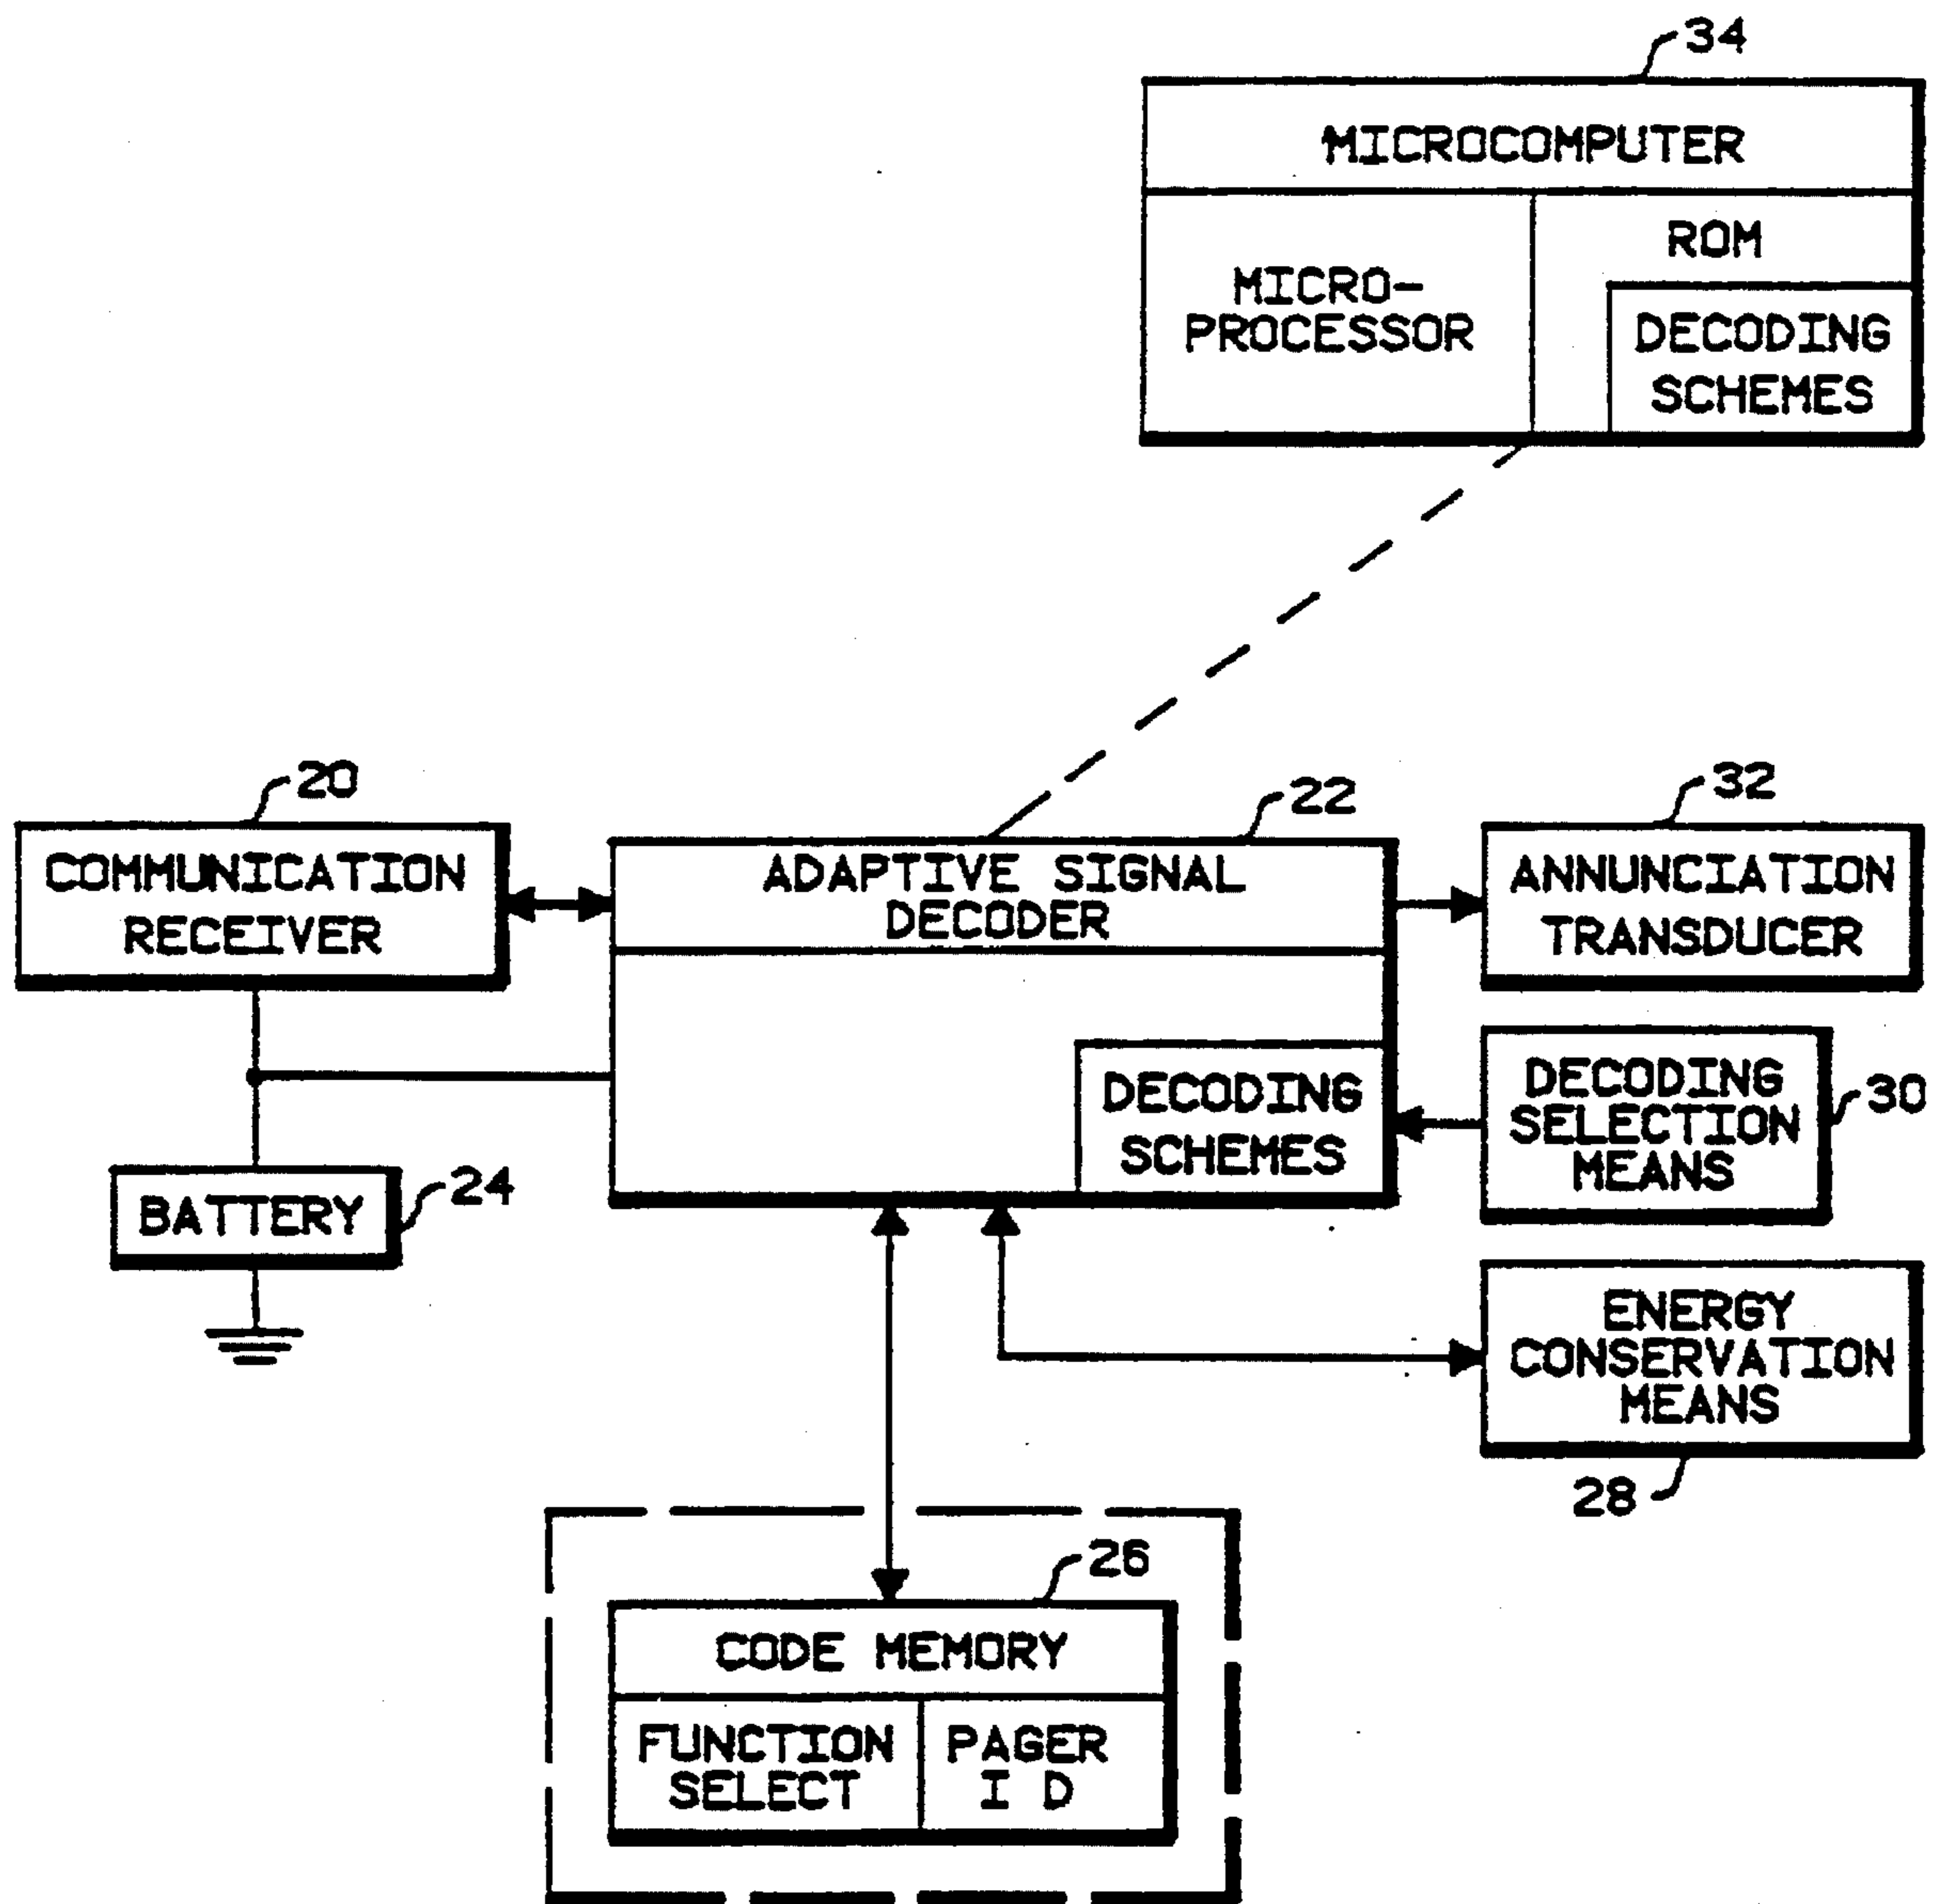 34
MICROCOMPUTER
MICRO-
PROCESSOR
ROM
DECODING
SCHEMES
20
COMMUNICATION
RECEIVER
22
ADAPTIVE SIGNAL
DECODER
DECODING
SCHEMES
32
ANNUNCIATION
TRANSDUCER
DECODING
SELECTION
MEANS
30
BATTERY
24
ENERGY
CONSERVATION
MEANS
28
26
CODE MEMORY
FUNCTION
SELECT
PAGER
I D